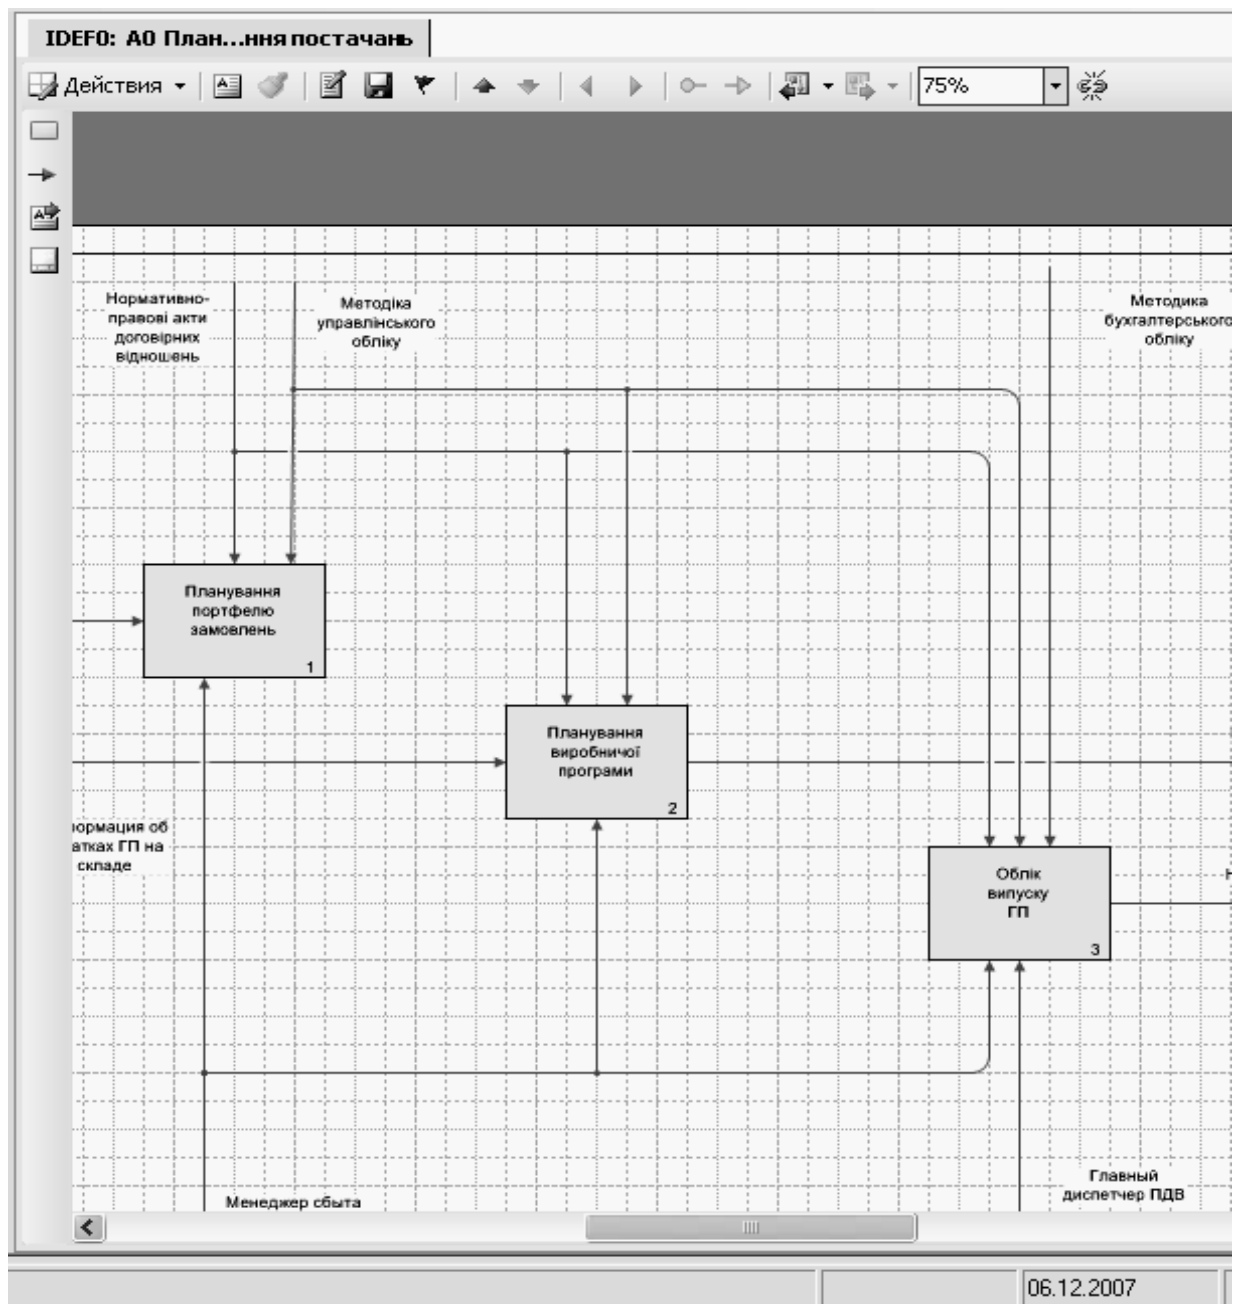 IDEF0: A0 План...ння постачань
Действия
75%
Нормативно-
правові акти
договірних
відношень
Методіка
управлінського
обліку
Методика
бухгалтерського
обліку
Планування
портфелю
замовлень
1
Планування
виробничої
програми
2
ормация об
атках ГП на
складе
Облік
випуску
ГП
3
Менеджер сбыта
Главный
диспетчер ПДВ
06.12.2007